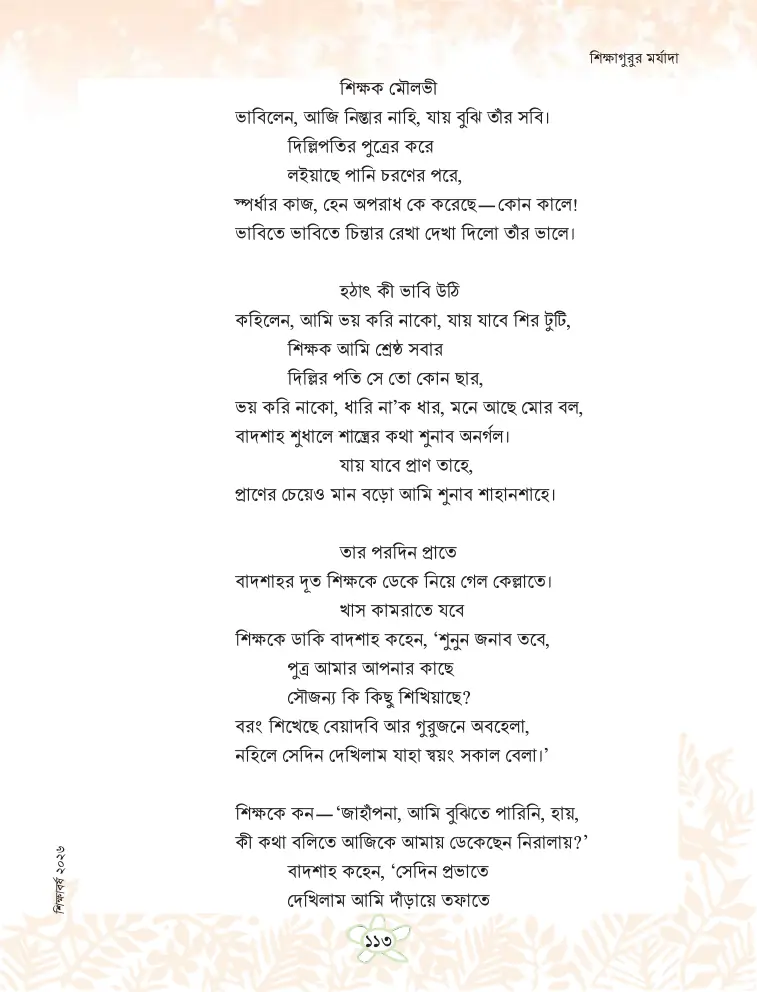 শিক্ষাগুরুর মর্যাদা
শিক্ষক মৌলভী
ভাবিলেন, আজি নিস্তার নাহি, যায় বুঝি তাঁর সবি।
দিল্লিপতির পুত্রের করে
লইয়াছে পানি চরণের পরে,
স্পর্ধার কাজ, হেন অপরাধ কে করেছে—কোন কালে!
ভাবিতে ভাবিতে চিন্তার রেখা দেখা দিলো তাঁর ভালে।
হঠাৎ কী ভাবি উঠি
কহিলেন, আমি ভয় করি নাকো, যায় যাবে শির টুটি,
শিক্ষক আমি শ্রেষ্ঠ সবার
দিল্লির পতি সে তো কোন ছার,
ভয় করি নাকো, ধারি না’ক ধার, মনে আছে মোর বল,
বাদশাহ শুধালে শাস্ত্রের কথা শুনাব অনর্গল।
যায় যাবে প্রাণ তাহে,
প্রাণের চেয়েও মান বড়ো আমি শুনাব শাহানশাহে।
তার পরদিন প্রাতে
বাদশাহর দূত শিক্ষকে ডেকে নিয়ে গেল কেল্লাতে।
খাস কামরাতে যবে
শিক্ষকে ডাকি বাদশাহ কহেন, ‘শুনুন জনাব তবে,
পুত্র আমার আপনার কাছে
সৌজন্য কি কিছু শিখিয়াছে?
বরং শিখেছে বেয়াদবি আর গুরুজনে অবহেলা,
নহিলে সেদিন দেখিলাম যাহা স্বয়ং সকাল বেলা।’
শিক্ষকে কন—‘জাহাঁপনা, আমি বুঝিতে পারিনি, হায়,
কী কথা বলিতে আজিকে আমায় ডেকেছেন নিরালায়?’
বাদশাহ কহেন, ‘সেদিন প্রভাতে
দেখিলাম আমি দাঁড়ায়ে তফাতে
শিক্ষাবর্ষ ২০২৬
১১৩